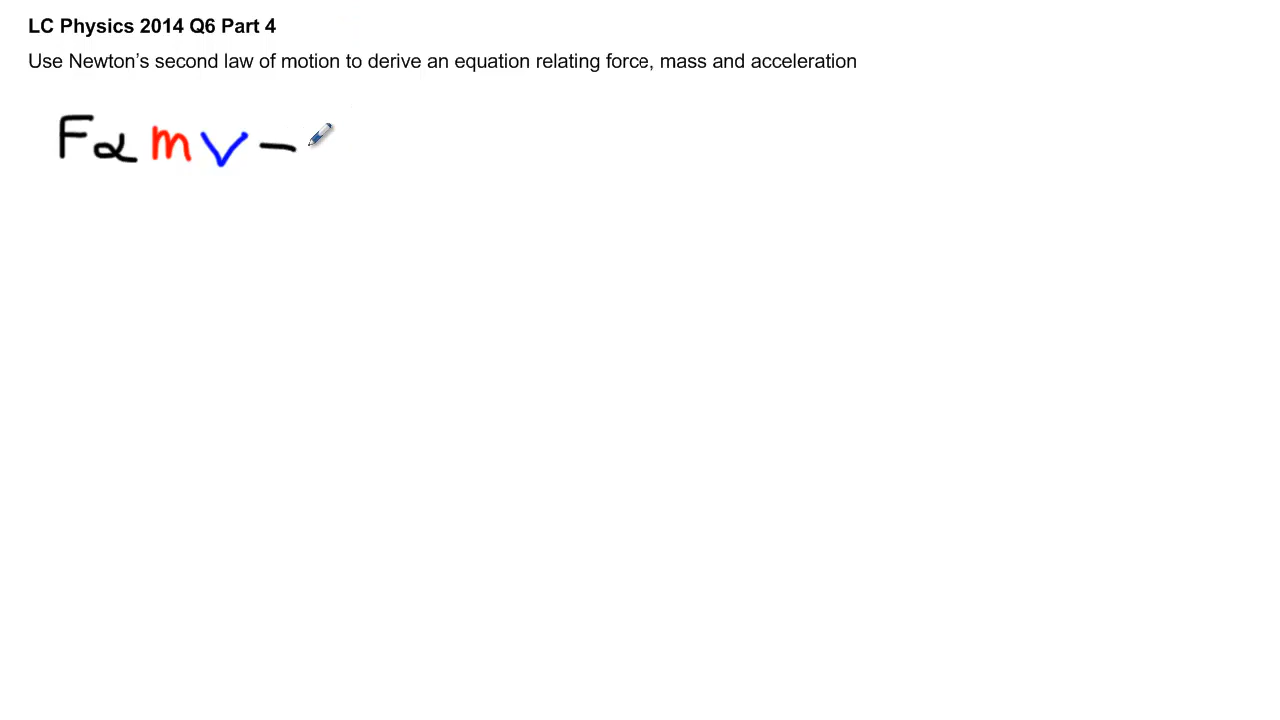 LC Physics 2014 Q6 Part 4
Use Newton’s second law of motion to derive an equation relating force, mass and acceleration
F ∝ m v –